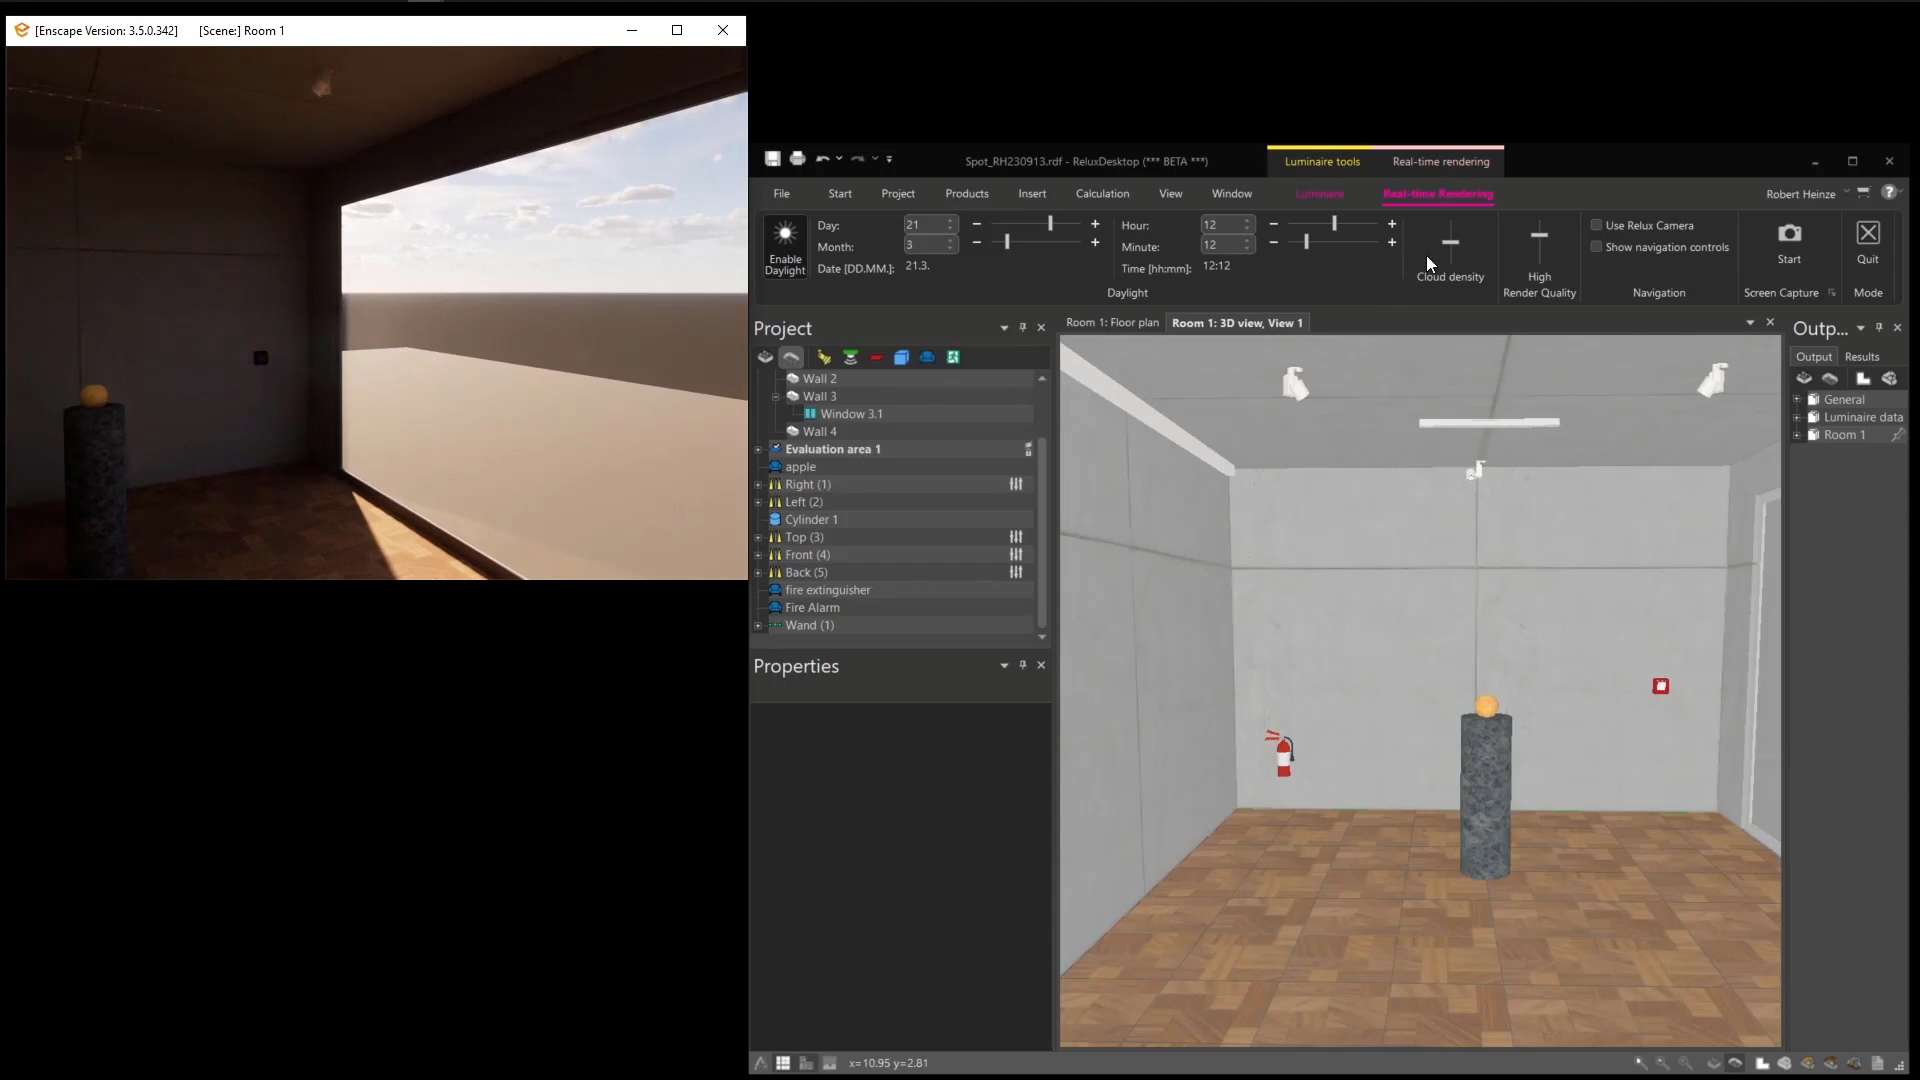 [Enscape Version: 3.5.0.342] [Scene:] Room 1
Spot_RH230913.rdf - ReluxDesktop (*** BETA ***)
Luminaire tools
Real-time rendering
File
Start
Project
Products
Insert
Calculation
View
Window
Luminaire
Real-time Rendering
Robert Heinze
Enable
Daylight
Day:
21
Month:
3
Date [DD.MM.]:
21.3.
Hour:
12
Minute:
12
Time [hh:mm]:
12:12
Daylight
Cloud density
High
Render Quality
Use Relux Camera
Show navigation controls
Navigation
Start
Screen Capture
Quit
Mode
Project
Wall 2
Wall 3
Window 3.1
Wall 4
Evaluation area 1
apple
Right (1)
Left (2)
Cylinder 1
Top (3)
Front (4)
Back (5)
fire extinguisher
Fire Alarm
Wand (1)
Properties
Room 1: Floor plan
Room 1: 3D view, View 1
Outp...
Output
Results
General
Luminaire data
Room 1
x=10.95 y=2.81